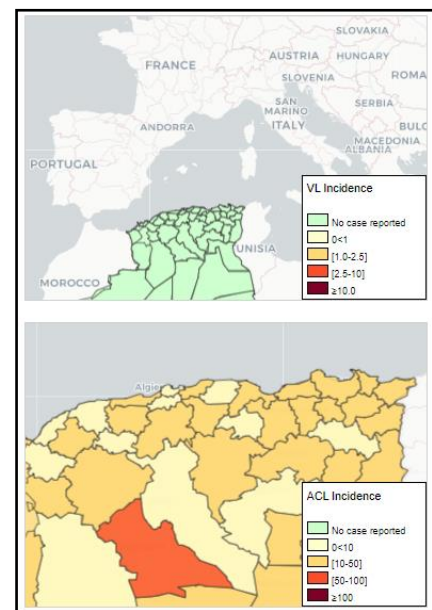 SLOVAKIA
FRANCE
AUSTRIA HUNGARY
SLOVENIA
ROMA
SAN
MARINO
SERBIA
ITALY
BULG
ANDORRA
MACEDONIA
ALBANIA
PORTUGAL
VL Incidence
No case reported
0<1
[1.0-2.5]
[2.5-10]
≥10.0
UNISIA
MOROCCO
Algie
ACL Incidence
No case reported
0<10
[10-50]
[50-100]
≥100